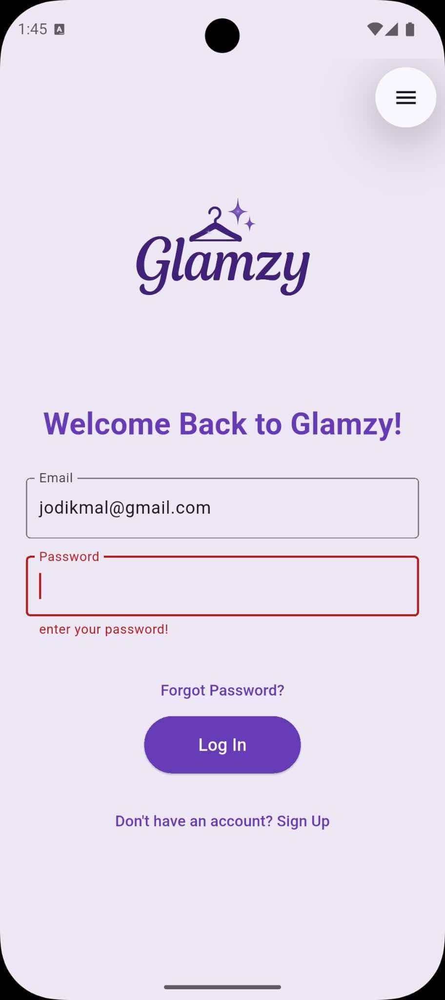 1:45
Glamzy
Welcome Back to Glamzy!
Email
jodikmal@gmail.com
Password
enter your password!
Forgot Password?
Log In
Don't have an account? Sign Up